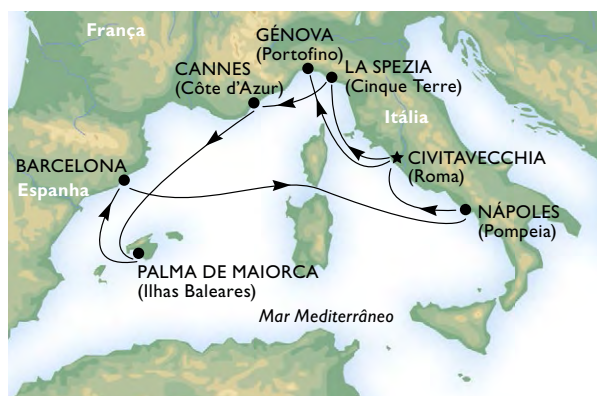 França
GÉNOVA
(Portofino)
CANNES
(Côte d'Azur)
LA SPEZIA
(Cinque Terre)
Itália
BARCELONA
Espanha
CIVITAVECCHIA
(Roma)
NÁPOLES
(Pompeia)
PALMA DE MAIORCA
(Ilhas Baleares)
Mar Mediterrâneo